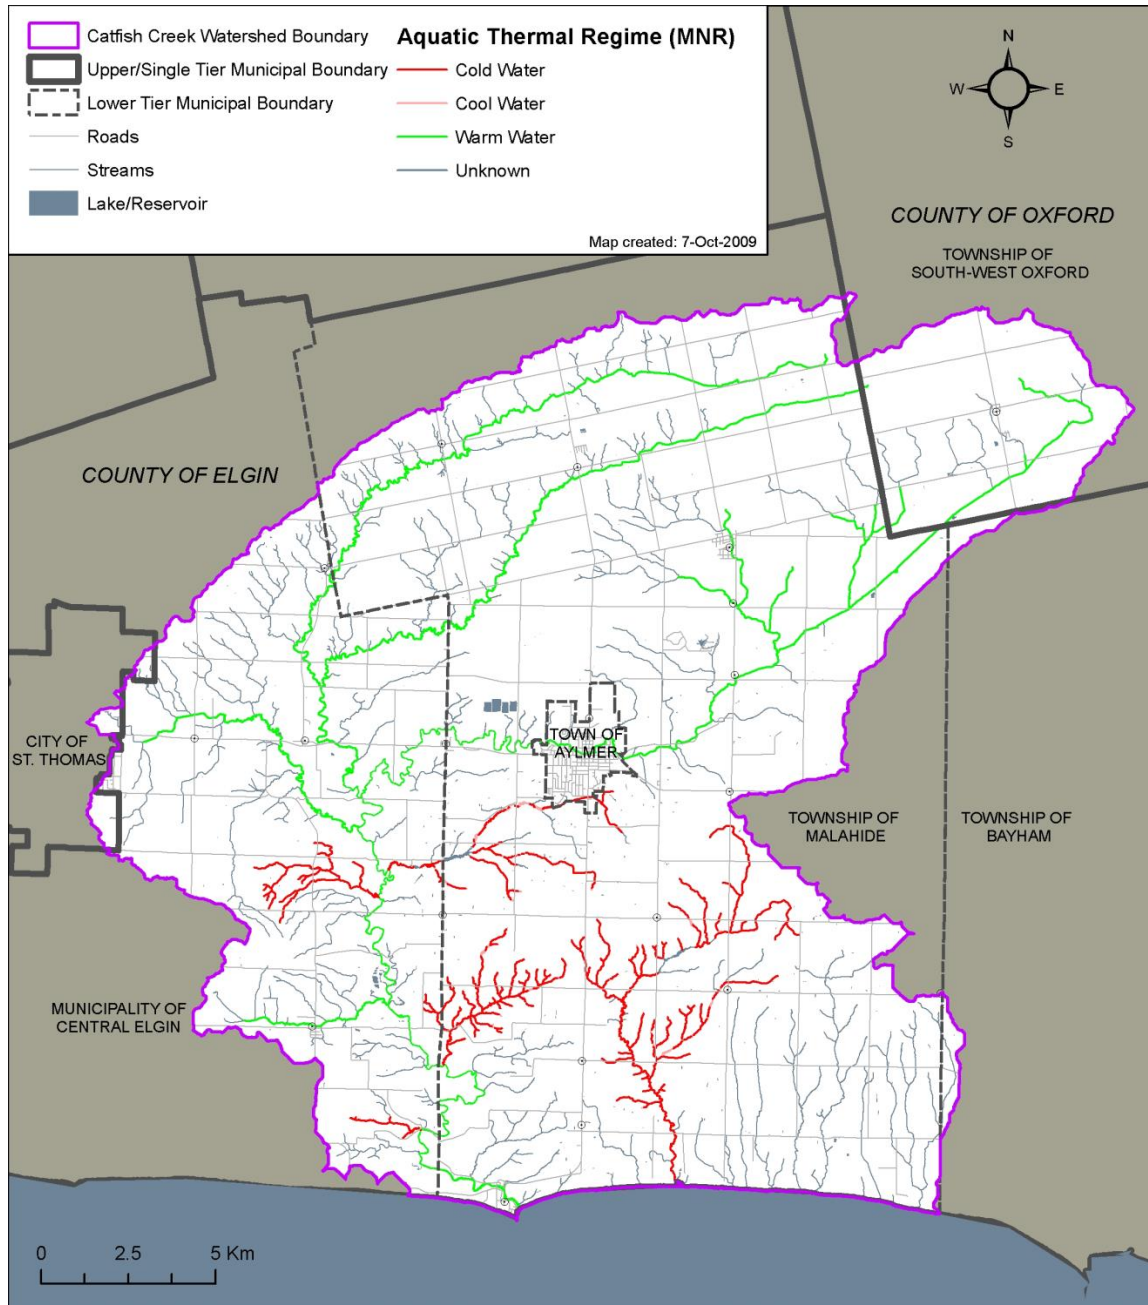 Catfish Creek Watershed Boundary
Upper/Single Tier Municipal Boundary
Lower Tier Municipal Boundary
Roads
Streams
Lake/Reservoir
Aquatic Thermal Regime (MNR)
Cold Water
Cool Water
Warm Water
Unknown
Map created: 7-Oct-2009
N
W
E
S
COUNTY OF OXFORD
TOWNSHIP OF
SOUTH-WEST OXFORD
COUNTY OF ELGIN
CITY OF
ST. THOMAS
TOWN OF
AYLMER
TOWNSHIP OF
MALAHIDE
TOWNSHIP OF
BAYHAM
MUNICIPALITY OF
CENTRAL ELGIN
0 2.5 5 Km